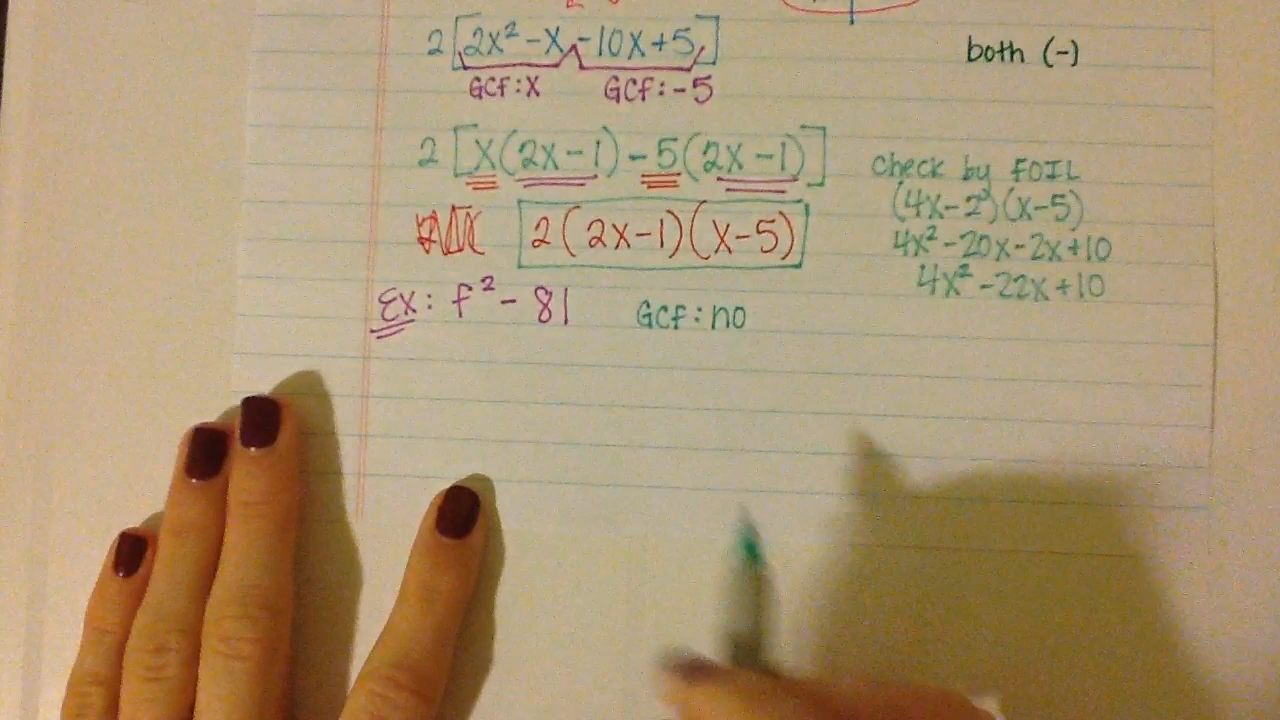 2[2x² -x -10x+5]
both (-)
GCF:x GCF:-5
2[x(2x-1)-5(2x-1)]
2(2x-1)(x-5)
check by FOIL
(4x-2)(x-5)
4x²-20x-2x+10
4x²-22x+10
Ex: f²-81 GCF:no